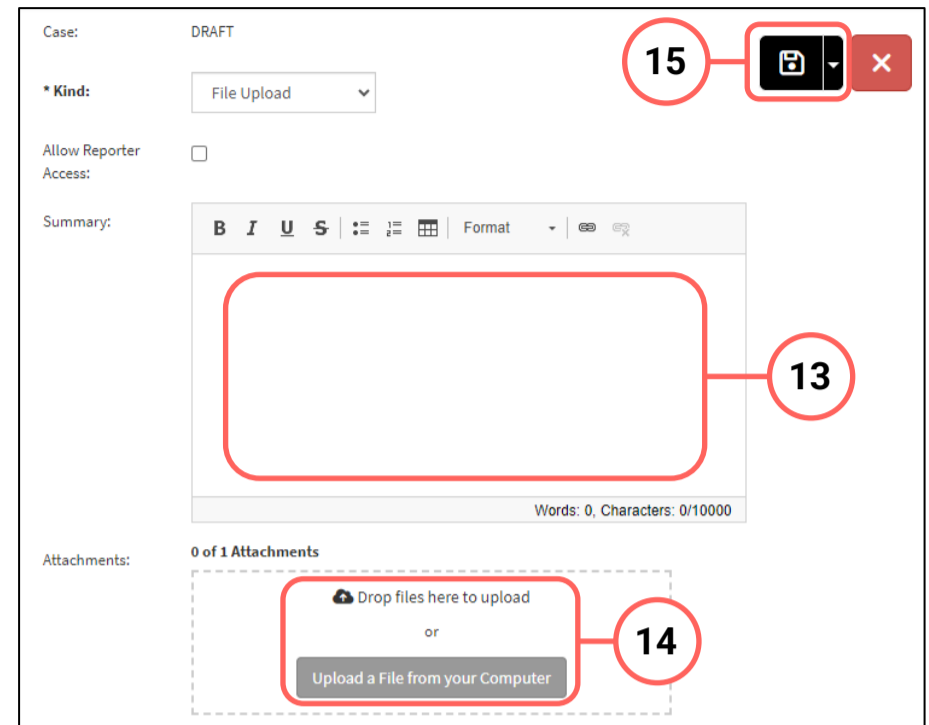 Case: DRAFT
15
* Kind: File Upload
Allow Reporter
Access:
Summary:
B I U S Format
13
Words: 0, Characters: 0/10000
Attachments: 0 of 1 Attachments
Drop files here to upload
or
14
Upload a File from your Computer